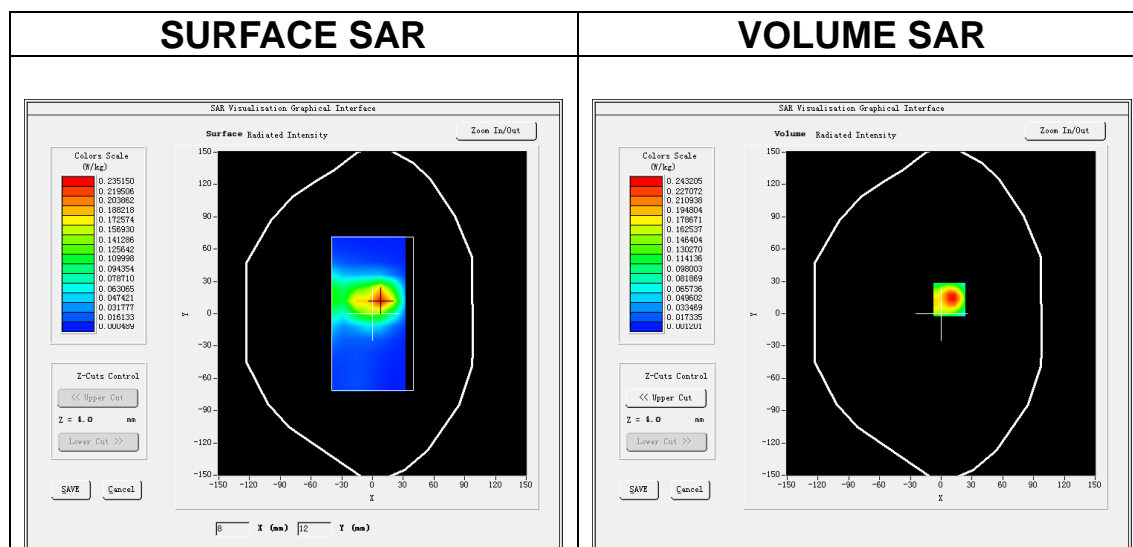 SURFACE SAR
VOLUME SAR
SAR Visualisation Graphical Interface
Surface Radiated Intensity
Zoom In/Out
Colors Scale
(W/kg)
0.235150
0.219506
0.203862
0.188218
0.172574
0.156930
0.141286
0.125642
0.109998
0.094354
0.078710
0.063065
0.047421
0.031777
0.016133
0.000489
150
120
90
60
30
0
-30
-60
-90
-120
-150
Y
-150 -120 -90 -60 -30 0 30 60 90 120 150
X
Z-Cuts Control
<< Upper Cut
Z = 4.0 mm
Lower Cut >>
SAVE Cancel
8 X (mm) 12 Y (mm)
SAR Visualisation Graphical Interface
Volume Radiated Intensity
Zoom In/Out
Colors Scale
(W/kg)
0.243205
0.227072
0.210938
0.194804
0.178671
0.162537
0.146404
0.130270
0.114136
0.098003
0.081869
0.065736
0.049602
0.033469
0.017335
0.001201
150
120
90
60
30
0
-30
-60
-90
-120
-150
Y
-150 -120 -90 -60 -30 0 30 60 90 120 150
X
Z-Cuts Control
<< Upper Cut
Z = 4.0 mm
Lower Cut >>
SAVE Cancel